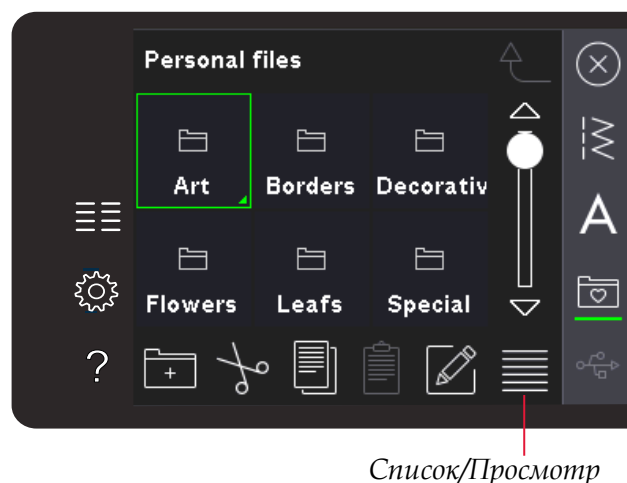 Personal files
Art Borders Decorativ
Flowers Leafs Special
A
?
Список/Просмотр